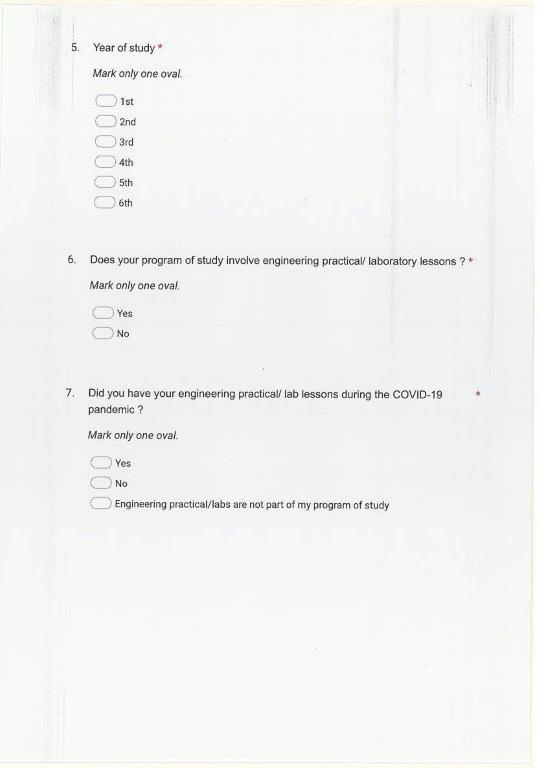 5. Year of study *
Mark only one oval.
1st
2nd
3rd
4th
5th
6th
6. Does your program of study involve engineering practical/ laboratory lessons ? *
Mark only one oval.
Yes
No
7. Did you have your engineering practical/ lab lessons during the COVID-19 *
pandemic ?
Mark only one oval.
Yes
No
Engineering practical/labs are not part of my program of study